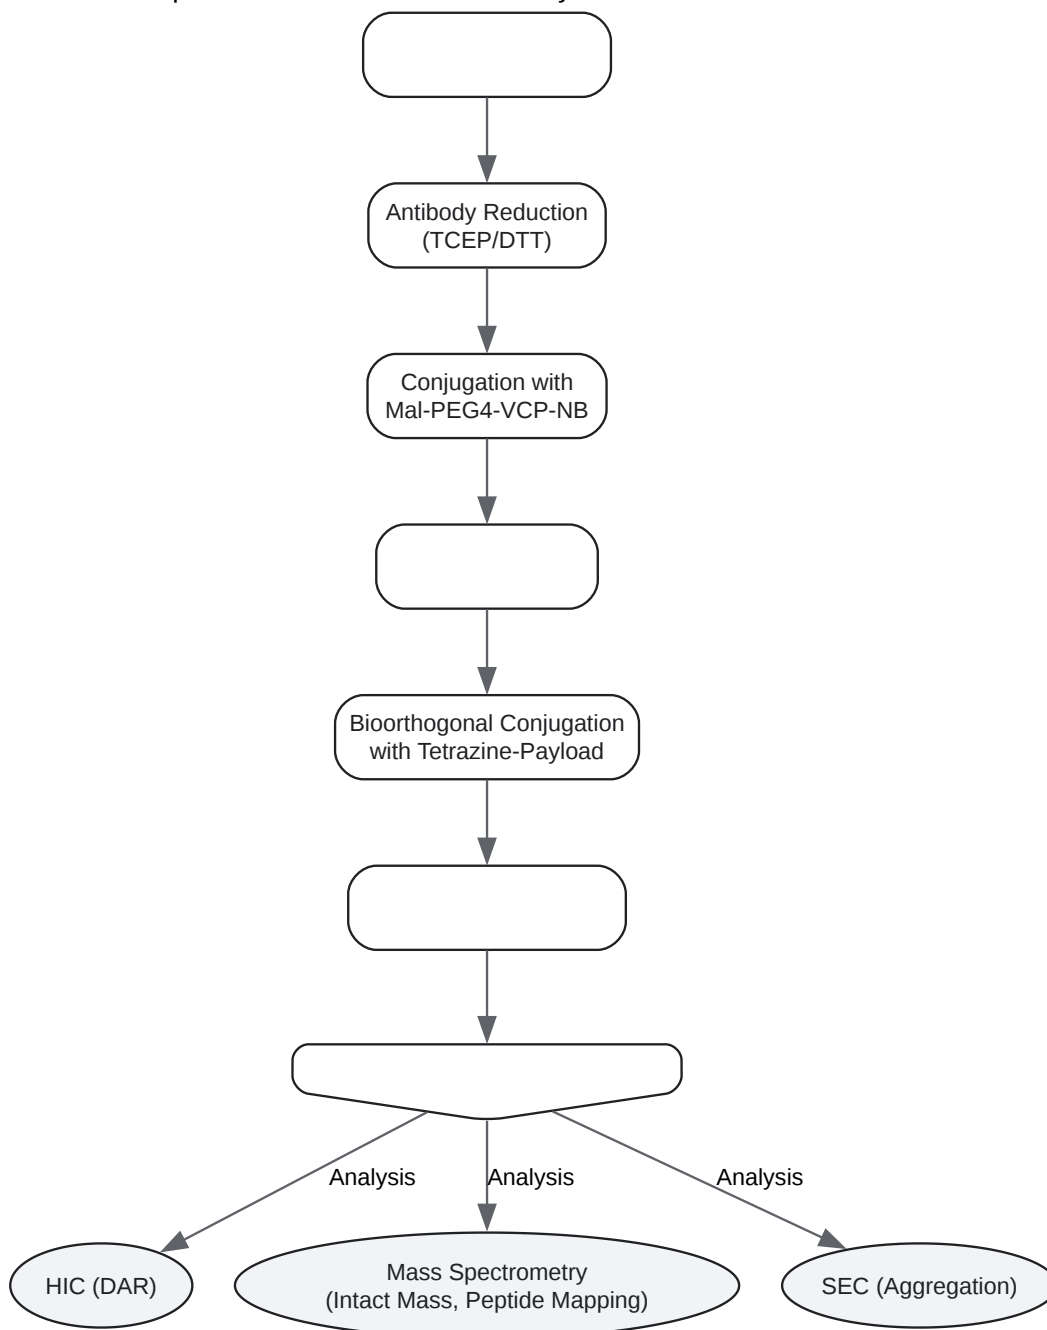 Antibody Reduction
(TCEP/DTT)
Conjugation with
Mal-PEG4-VCP-NB
Bioorthogonal Conjugation
with Tetrazine-Payload
Analysis
Analysis
Analysis
HIC (DAR)
Mass Spectrometry
(Intact Mass, Peptide Mapping)
SEC (Aggregation)